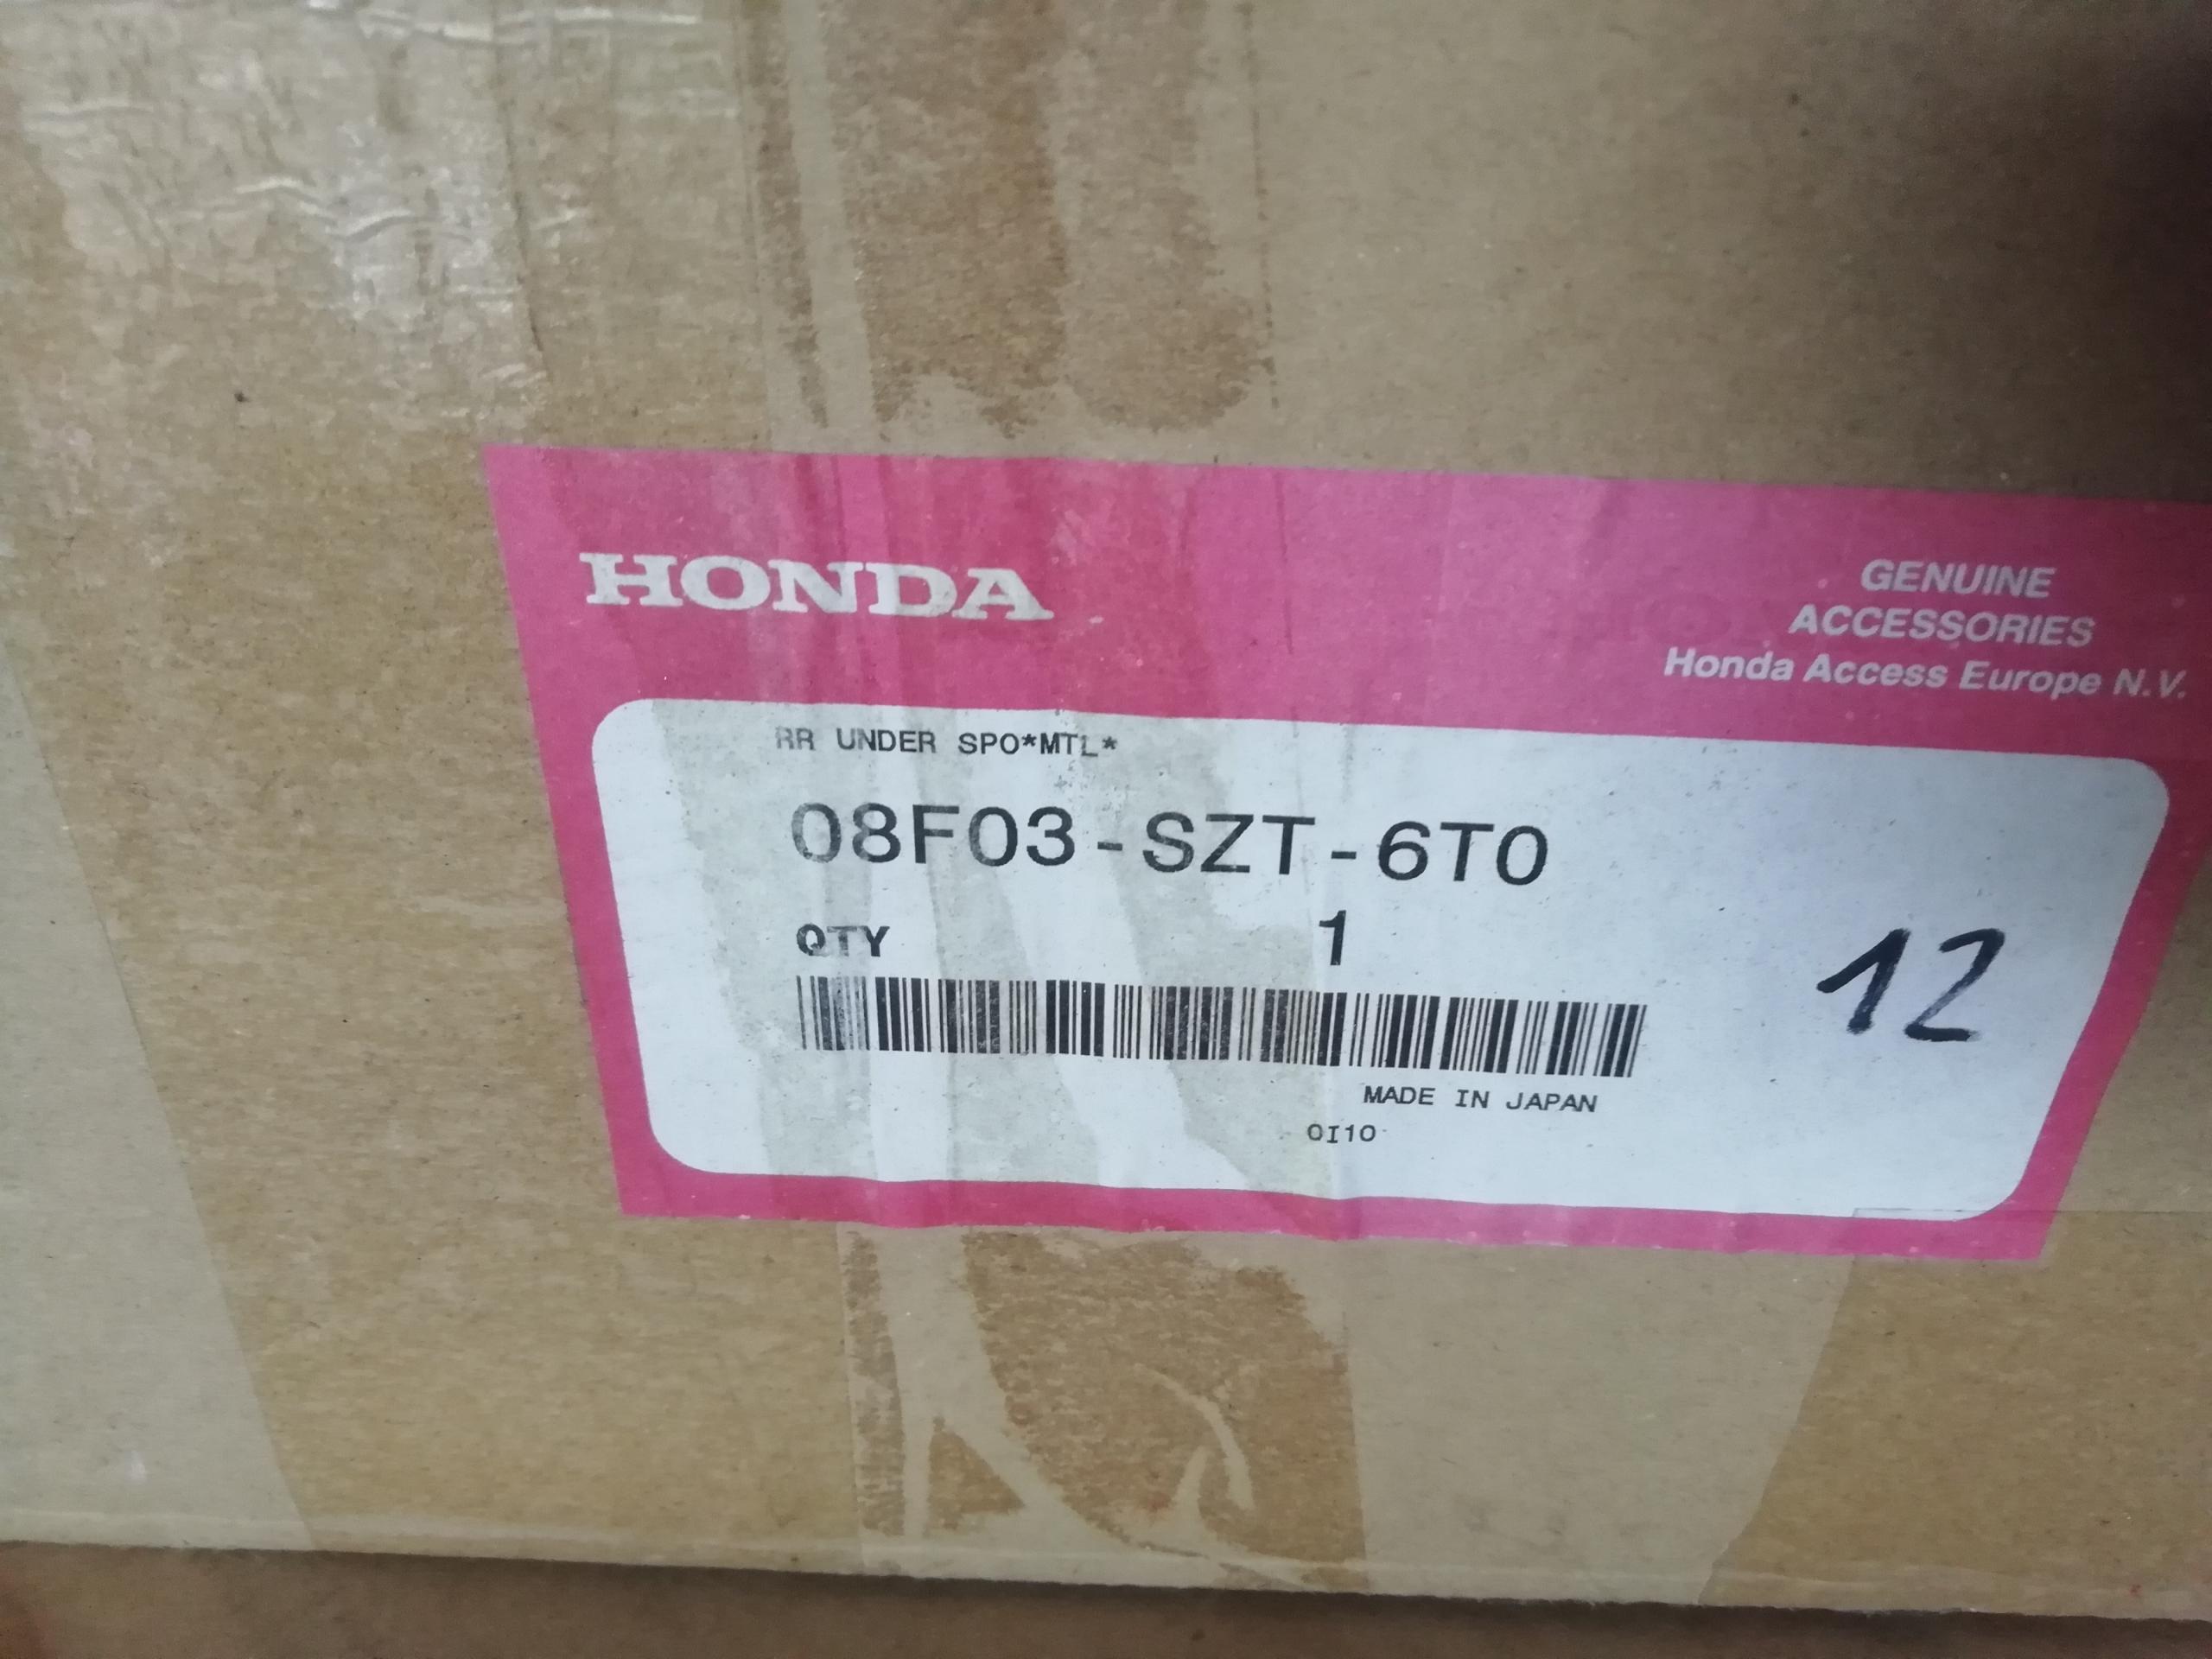 HONDA
GENUINE
ACCESSORIES
Honda Access Europe N.V.
RR UNDER SPO*MTL*
08F03-SZT-6T0
QTY 1
12
MADE IN JAPAN
0I10